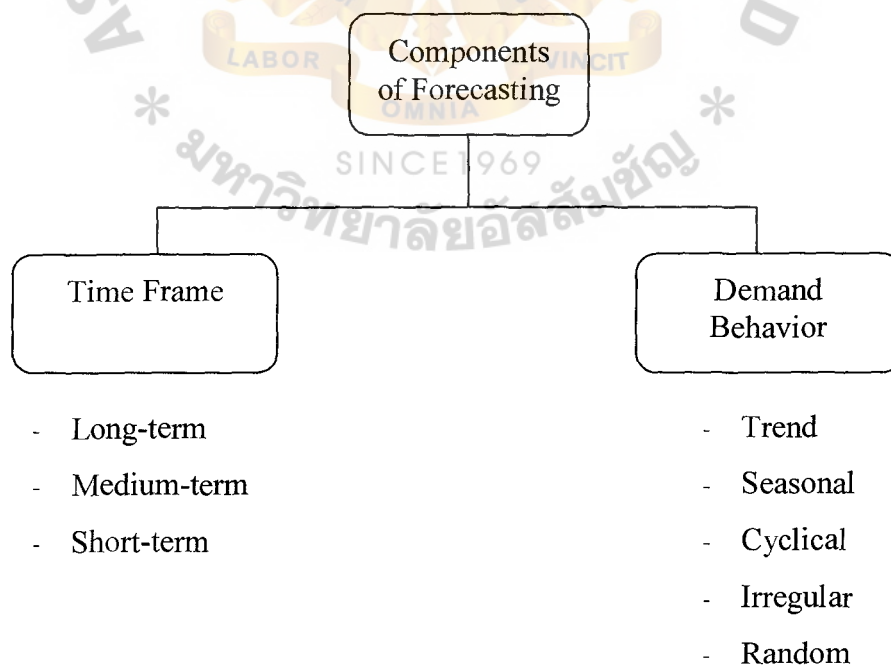 LABOR
VINCIT
OMNIA
SINCE 1969
Components
of Forecasting
Time Frame
- Long-term
- Medium-term
- Short-term
Demand
Behavior
- Trend
- Seasonal
- Cyclical
- Irregular
- Random